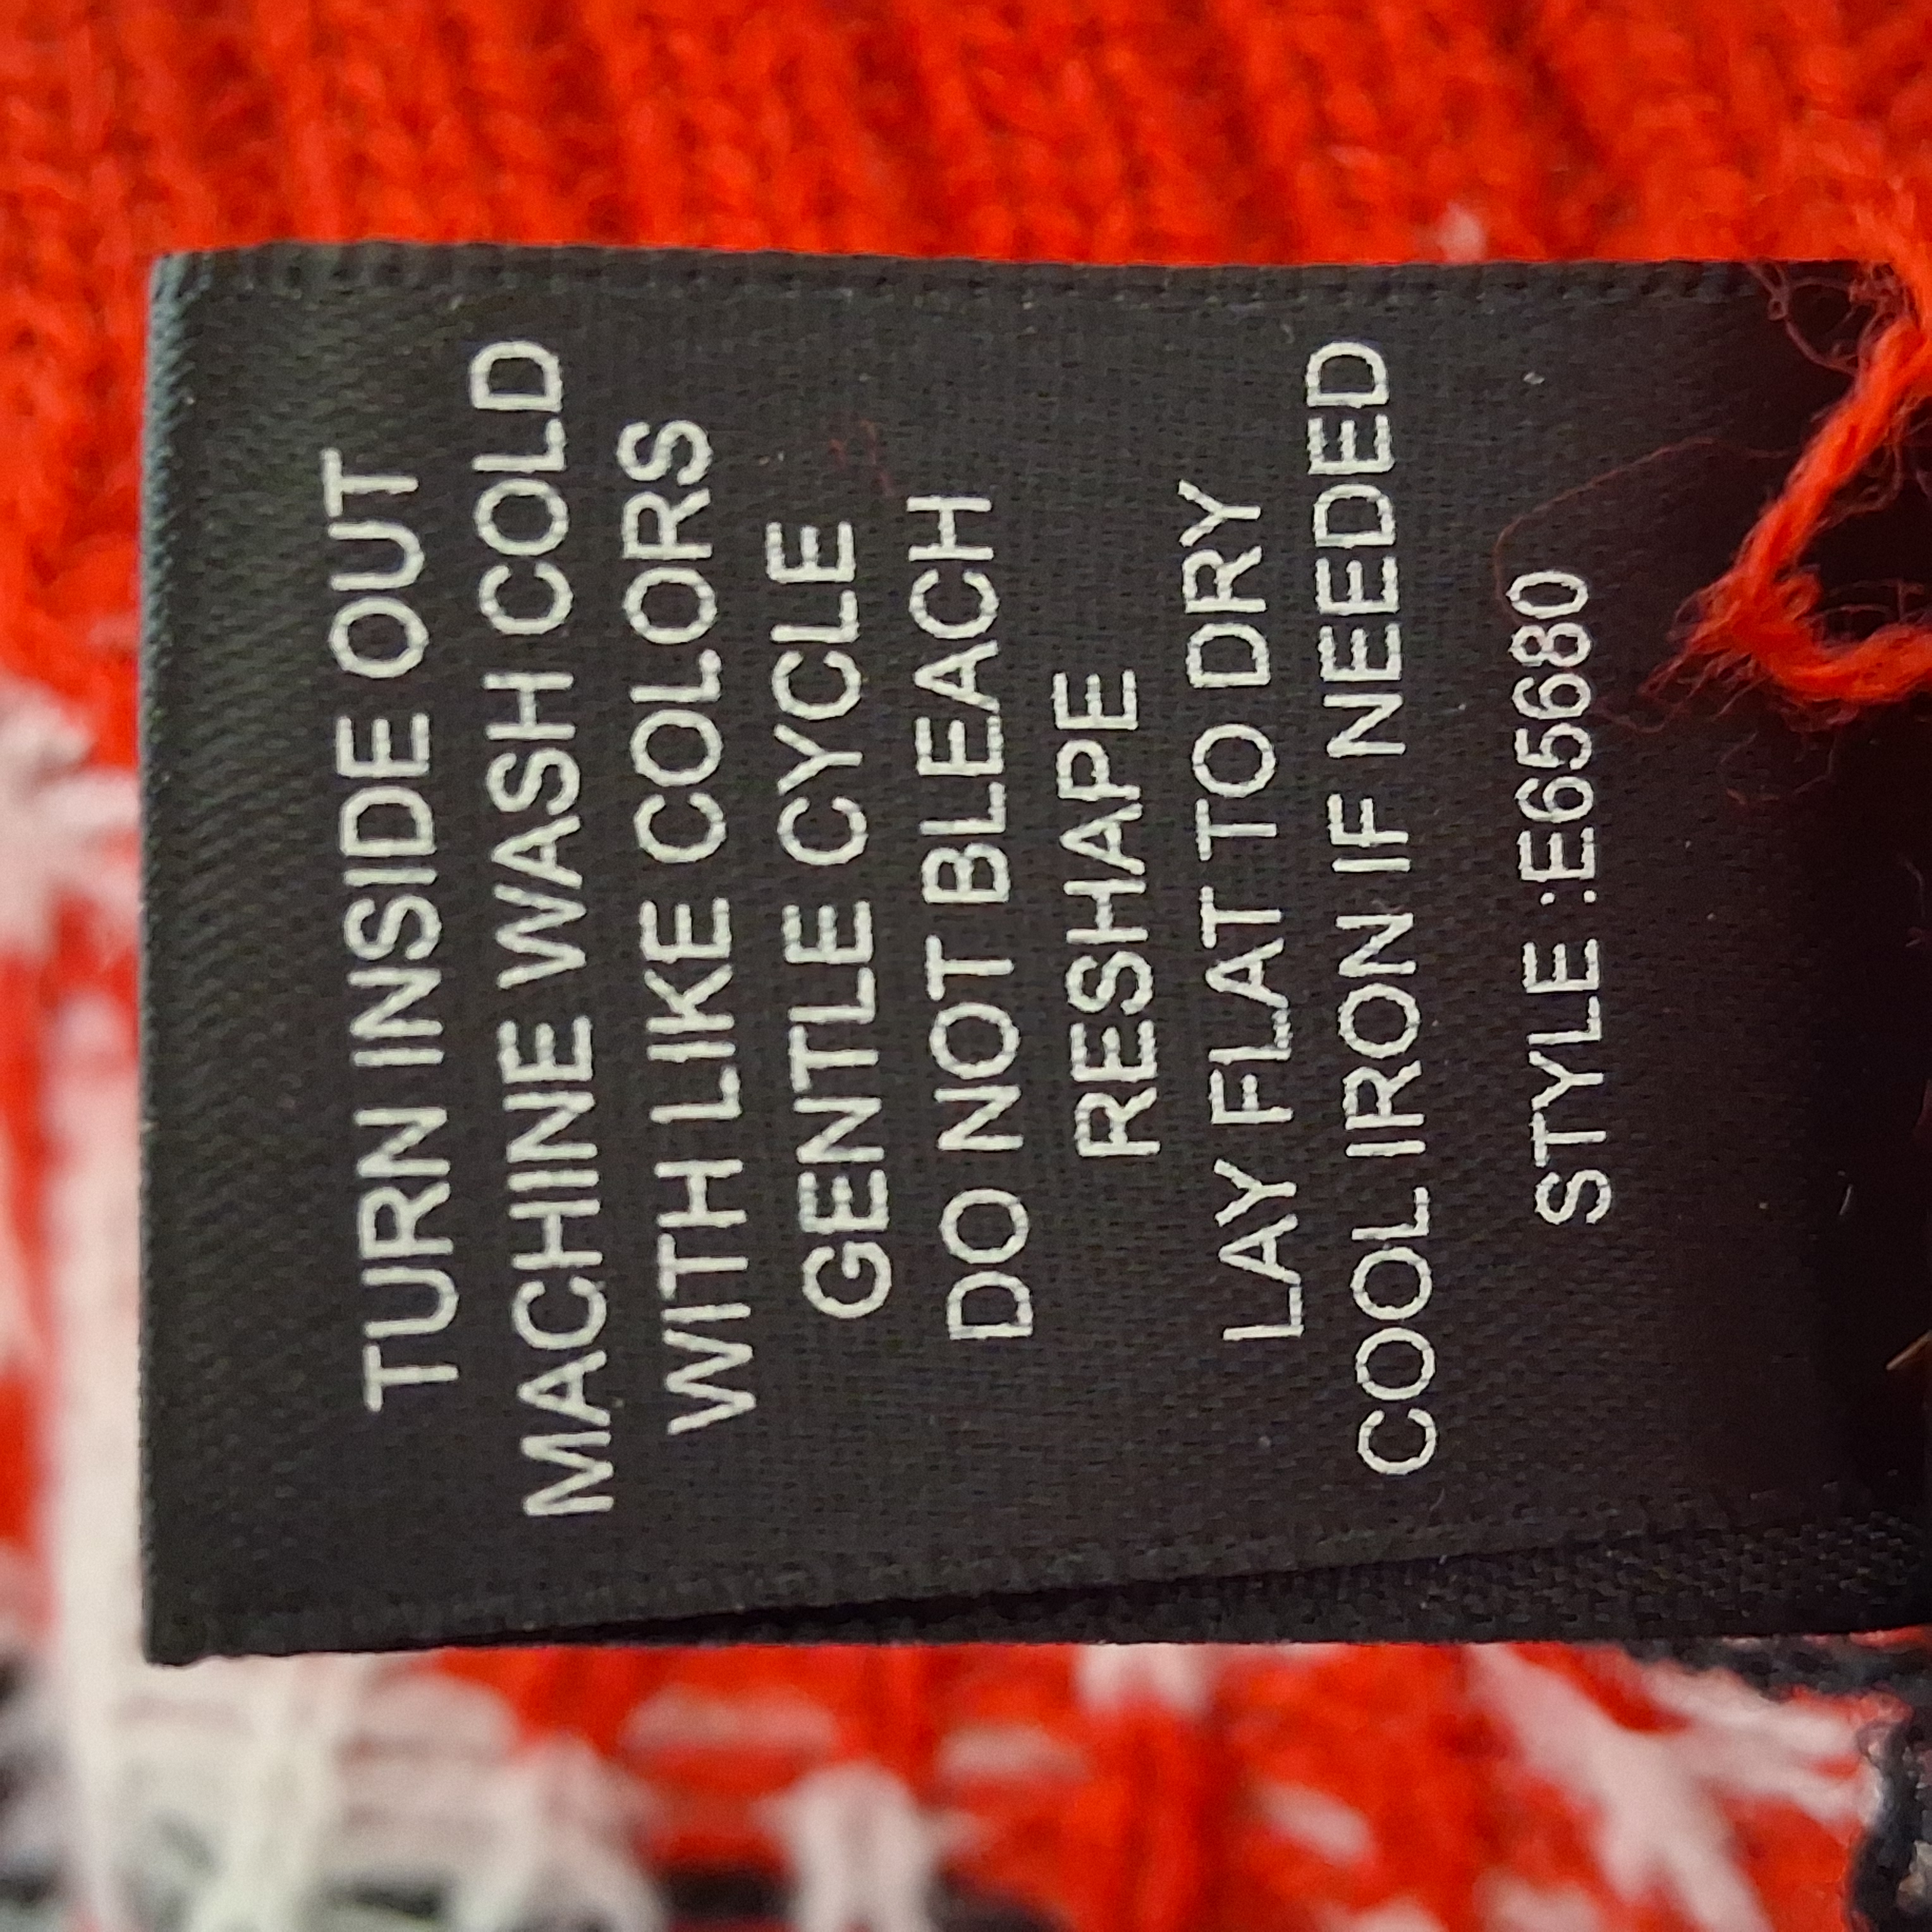 TURN INSIDE OUT
MACHINE WASH COLD
WITH LIKE COLORS
GENTLE CYCLE
DO NOT BLEACH
RESHAPE
LAY FLAT TO DRY
COOL IRON IF NEEDED
STYLE :E65680